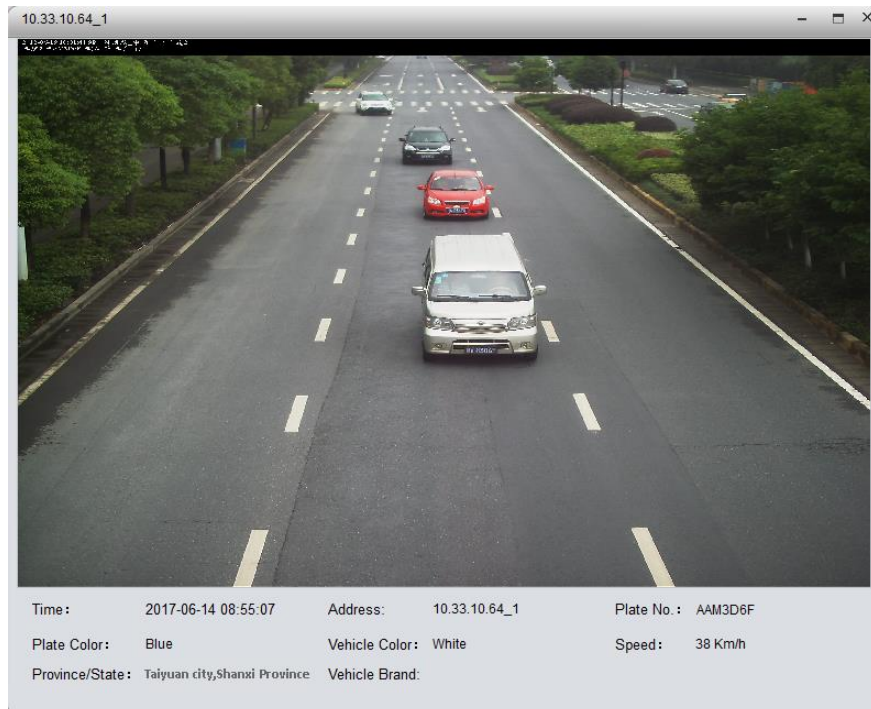 10.33.10.64_1
Time: 2017-06-14 08:55:07 Address: 10.33.10.64_1 Plate No.: AAM3D6F
Plate Color: Blue Vehicle Color: White Speed: 38 Km/h
Province/State: Taiyuan city,Shanxi Province Vehicle Brand: